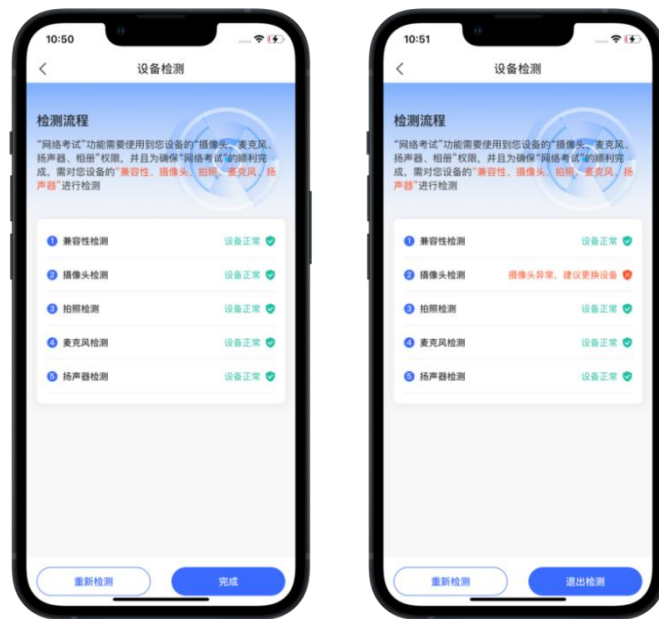 10:50
设备检测
检测流程
“网络考试”功能需要使用到您设备的“摄像头、麦克风、
扬声器、相册”权限，并且为确保“网络考试”的顺利完
成，需对您设备的“兼容性、摄像头、拍照、麦克风、扬
声器”进行检测
1 兼容性检测 设备正常
2 摄像头检测 设备正常
3 拍照检测 设备正常
4 麦克风检测 设备正常
5 扬声器检测 设备正常
重新检测 完成
10:51
设备检测
检测流程
“网络考试”功能需要使用到您设备的“摄像头、麦克风、
扬声器、相册”权限，并且为确保“网络考试”的顺利完
成，需对您设备的“兼容性、摄像头、拍照、麦克风、扬
声器”进行检测
1 兼容性检测 设备正常
2 摄像头检测 摄像头异常，建议更换设备
3 拍照检测 设备正常
4 麦克风检测 设备正常
5 扬声器检测 设备正常
重新检测 退出检测